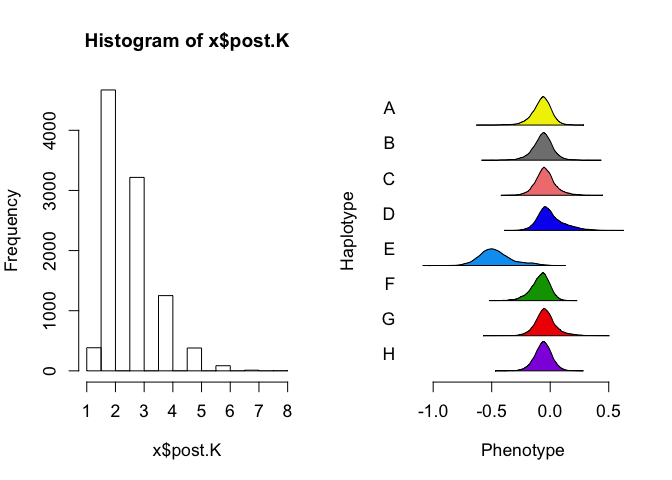 Histogram of x$post.K
Frequency
0
1000
2000
3000
4000
1 2 3 4 5 6 7 8
x$post.K
Haplotype
A
B
C
D
E
F
G
H
-1.0 -0.5 0.0 0.5
Phenotype